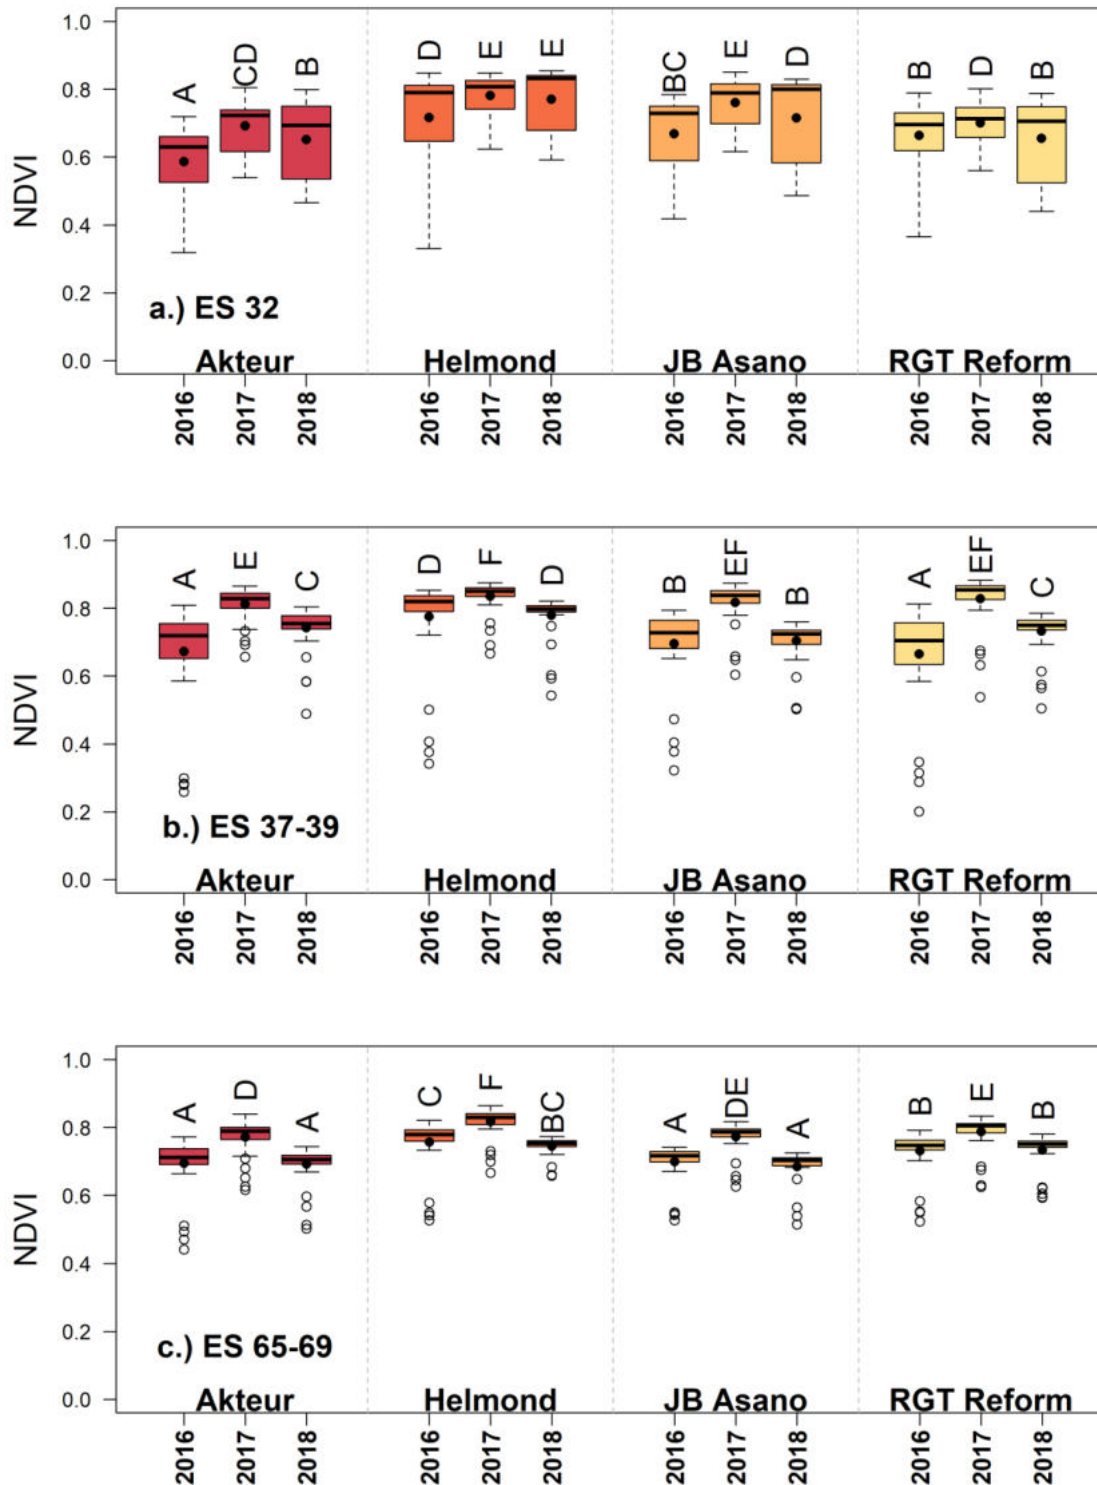 NDVI
1.0
0.8
0.6
0.4
0.2
0.0
A CD B D E E BC E D B D B
a.) ES 32
Akteur Helmond JB Asano RGT Reform
2016 2017 2018 2016 2017 2018 2016 2017 2018 2016 2017 2018
NDVI
1.0
0.8
0.6
0.4
0.2
0.0
A E C D F D B EF B A EF C
b.) ES 37-39
Akteur Helmond JB Asano RGT Reform
2016 2017 2018 2016 2017 2018 2016 2017 2018 2016 2017 2018
NDVI
1.0
0.8
0.6
0.4
0.2
0.0
A D A C F BC A DE A B E B
c.) ES 65-69
Akteur Helmond JB Asano RGT Reform
2016 2017 2018 2016 2017 2018 2016 2017 2018 2016 2017 2018